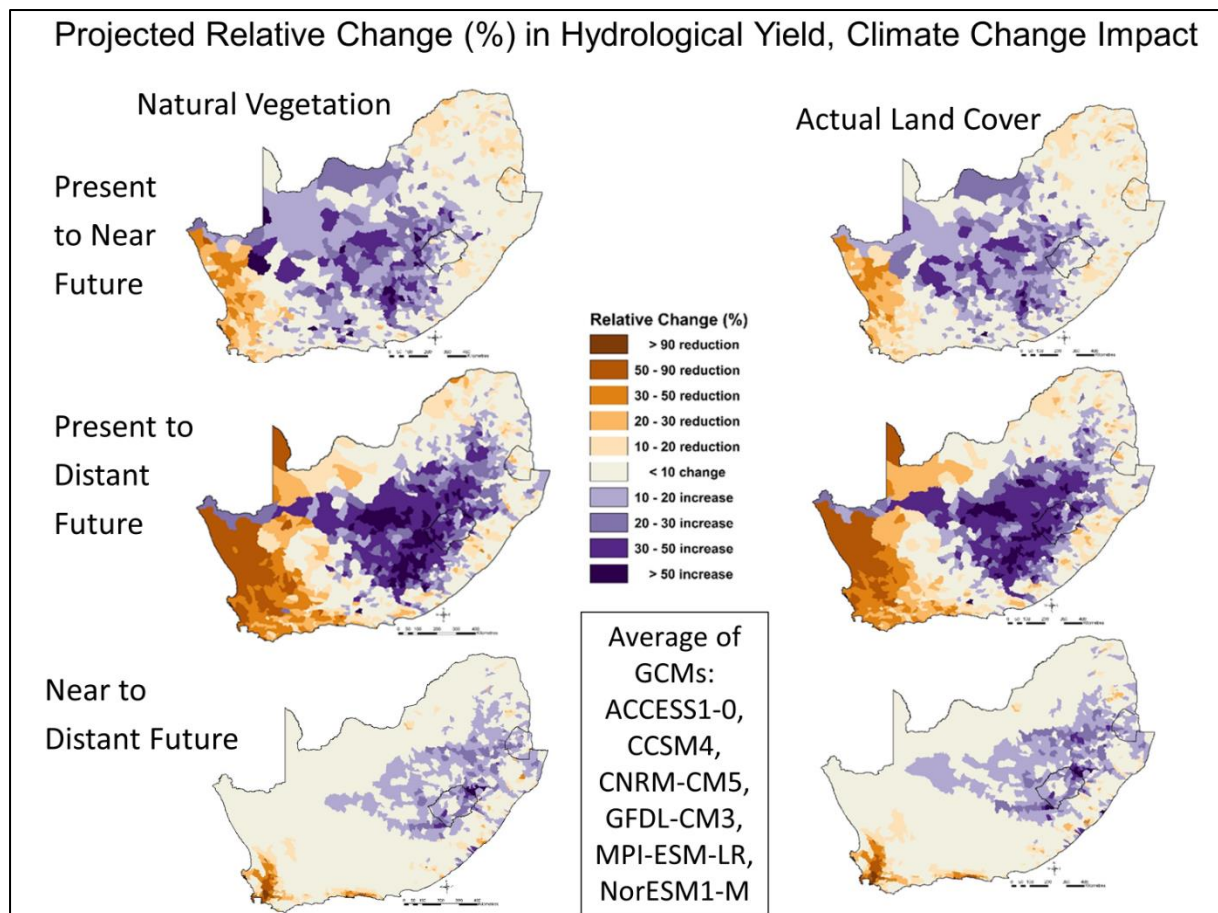 Projected Relative Change (%) in Hydrological Yield, Climate Change Impact
Natural Vegetation
Actual Land Cover
Present
to Near
Future
Present to
Distant
Future
Near to
Distant Future
Relative Change (%)
> 90 reduction
50 - 90 reduction
30 - 50 reduction
20 - 30 reduction
10 - 20 reduction
< 10 change
10 - 20 increase
20 - 30 increase
30 - 50 increase
> 50 increase
Average of
GCMs:
ACCESS1-0,
CCSM4,
CNRM-CM5,
GFDL-CM3,
MPI-ESM-LR,
NorESM1-M